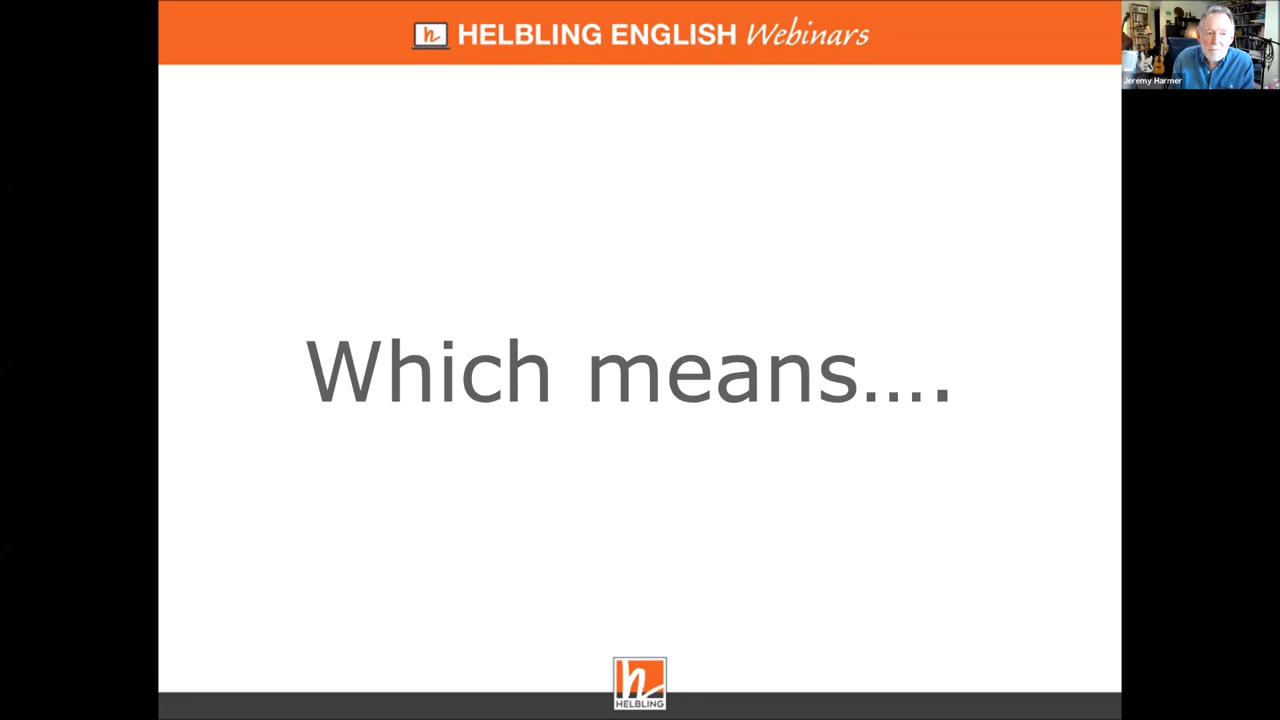 HELBLING ENGLISH Webinars
Jeremy Harmer
Which means....
HELBLING